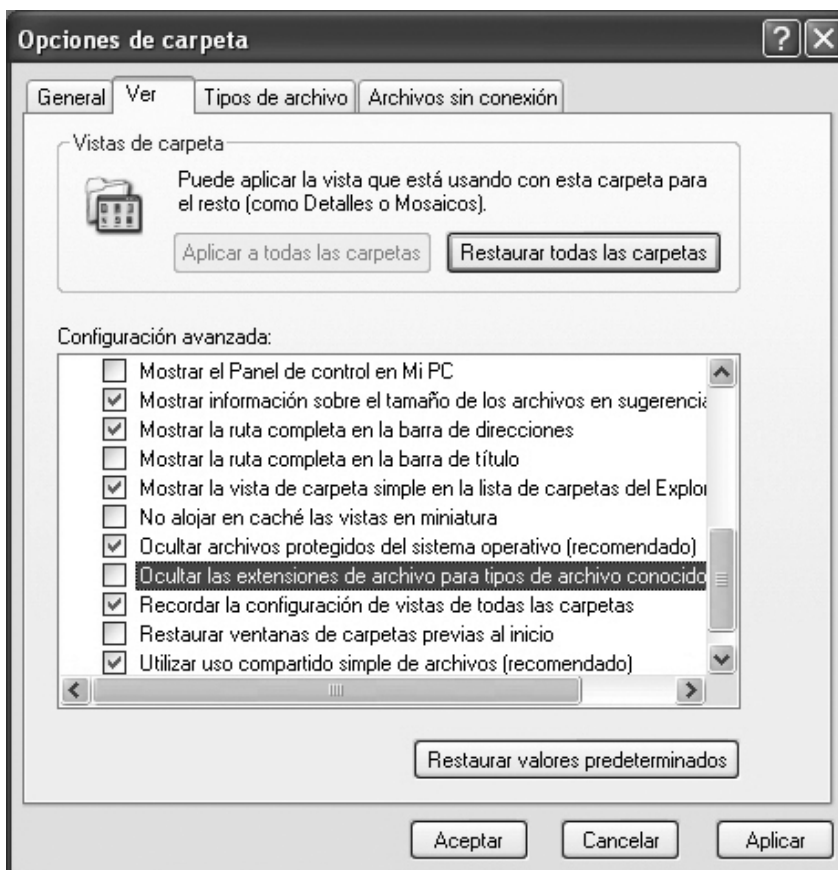 Opciones de carpeta
General Ver Tipos de archivo Archivos sin conexión
Vistas de carpeta
Puede aplicar la vista que está usando con esta carpeta para
el resto (como Detalles o Mosaicos).
Aplicar a todas las carpetas Restaurar todas las carpetas
Configuración avanzada:
Mostrar el Panel de control en Mi PC
Mostrar información sobre el tamaño de los archivos en sugerencia
Mostrar la ruta completa en la barra de direcciones
Mostrar la ruta completa en la barra de título
Mostrar la vista de carpeta simple en la lista de carpetas del Explor
No alojar en caché las vistas en miniatura
Ocultar archivos protegidos del sistema operativo (recomendado)
Ocultar las extensiones de archivo para tipos de archivo conocido
Recordar la configuración de vistas de todas las carpetas
Restaurar ventanas de carpetas previas al inicio
Utilizar uso compartido simple de archivos (recomendado)
Restaurar valores predeterminados
Aceptar Cancelar Aplicar